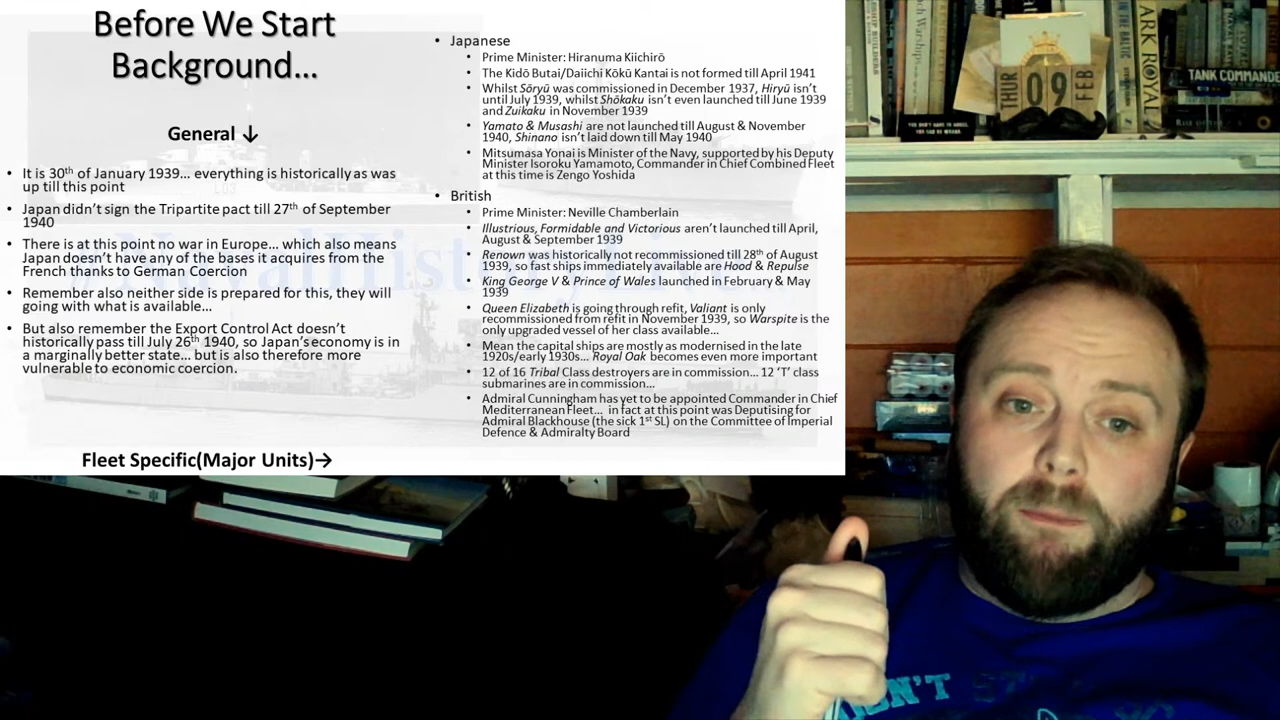 Before We Start
Background...
General ↓
• It is 30th of January 1939... everything is historically as was
up till this point
• Japan didn't sign the Tripartite pact till 27th of September
1940
• There is at this point no war in Europe... which also means
Japan doesn't have any of the bases it acquires from the
French thanks to German Coercion
• Remember also neither side is prepared for this, they will
going with what is available...
• But also remember the Export Control Act doesn't
historically pass till July 26th 1940, so Japan's economy is in
a marginally better state... but is also therefore more
vulnerable to economic coercion.
Fleet Specific(Major Units)→
• Japanese
• Prime Minister: Hiranuma Kiichirō
• The Kidō Butai/Daiichi Kōkū Kantai is not formed till April 1941
• Whilst Sōryū was commissioned in December 1937, Hiryū isn't
until July 1939, whilst Shōkaku isn't even launched till June 1939
and Zuikaku in November 1939
• Yamato & Musashi are not launched till August & November
1940, Shinano isn't laid down till May 1940
• Mitsumasa Yonai is Minister of the Navy, supported by his Deputy
Minister Isoroku Yamamoto, Commander in Chief Combined Fleet
at this time is Zengo Yoshida
• British
• Prime Minister: Neville Chamberlain
• Illustrious, Formidable and Victorious aren't launched till April,
August & September 1939
• Renown was historically not recommissioned till 28th of August
1939, so fast ships immediately available are Hood & Repulse
• King George V & Prince of Wales launched in February & May
1939
• Queen Elizabeth is going through refit, Valiant is only
recommissioned from refit in November 1939, so Warspite is the
only upgraded vessel of her class available...
• Mean the capital ships are mostly as modernised in the late
1920s/early 1930s... Royal Oak becomes even more important
• 12 of 16 Tribal Class destroyers are in commission... 12 'T' class
submarines are in commission...
• Admiral Cunningham has yet to be appointed Commander in Chief
Mediterranean Fleet... in fact at this point was Deputising for
Admiral Blackhouse (the sick 1st SL) on the Committee of Imperial
Defence & Admiralty Board
THUR
09
FEB
IN THE BALTIC
ARK ROYAL
TANK COMMANDE